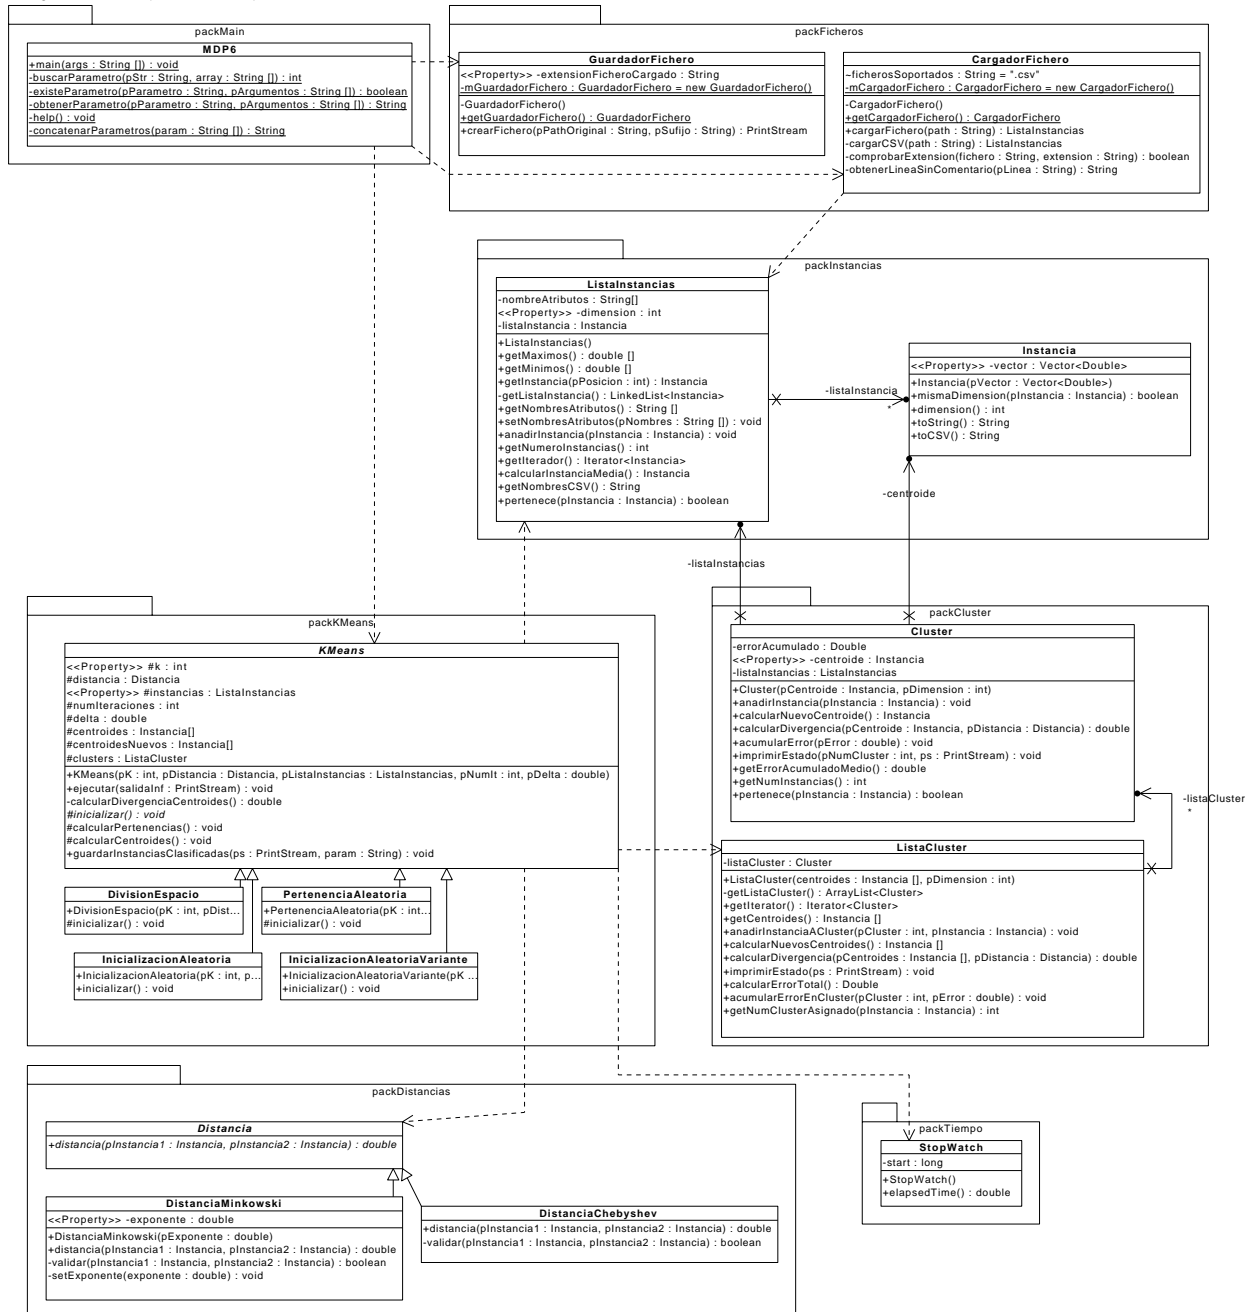 packMain
MDP6
+main(args : String []) : void
-buscarParametro(pStr : String, array : String []) : int
-existeParametro(pParametro : String, pArgumentos : String []) : boolean
-obtenerParametro(pParametro : String, pArgumentos : String []) : String
-help() : void
-concatenarParametros(param : String []) : String
packFicheros
GuardadorFichero
<<Property>> -extensionFicheroCargado : String
-mGuardadorFichero : GuardadorFichero = new GuardadorFichero()
-GuardadorFichero()
+getGuardadorFichero() : GuardadorFichero
+crearFichero(pPathOriginal : String, pSufijo : String) : PrintStream
CargadorFichero
~ficherosSoportados : String = ".csv"
-mCargadorFichero : CargadorFichero = new CargadorFichero()
-CargadorFichero()
+getCargadorFichero() : CargadorFichero
+cargarFichero(path : String) : ListaInstancias
-cargarCSV(path : String) : ListaInstancias
-comprobarExtension(fichero : String, extension : String) : boolean
-obtenerLineaSinComentario(pLinea : String) : String
packInstancias
ListaInstancias
-nombreAtributos : String[]
<<Property>> -dimension : int
-listaInstancia : Instancia
+ListaInstancias()
+getMaximos() : double []
+getMinimos() : double []
+getInstancia(pPosicion : int) : Instancia
-getListaInstancia() : LinkedList<Instancia>
+getNombresAtributos() : String []
+setNombresAtributos(pNombres : String []) : void
+anadirInstancia(pInstancia : Instancia) : void
+getNumeroInstancias() : int
+getIterador() : Iterator<Instancia>
+calcularInstanciaMedia() : Instancia
+getNombresCSV() : String
+pertenece(pInstancia : Instancia) : boolean
-listaInstancia
*
Instancia
<<Property>> -vector : Vector<Double>
+Instancia(pVector : Vector<Double>)
+mismaDimension(pInstancia : Instancia) : boolean
+dimension() : int
+toString() : String
+toCSV() : String
-centroide
-listaInstancias
packKMeans
KMeans
<<Property>> #k : int
#distancia : Distancia
<<Property>> #instancias : ListaInstancias
#numIteraciones : int
#delta : double
#centroides : Instancia[]
#centroidesNuevos : Instancia[]
#clusters : ListaCluster
+KMeans(pK : int, pDistancia : Distancia, pListaInstancias : ListaInstancias, pNumIt : int, pDelta : double)
+ejecutar(salidaInf : PrintStream) : void
-calcularDivergenciaCentroides() : double
#inicializar() : void
#calcularPertenencias() : void
#calcularCentroides() : void
+guardarInstanciasClasificadas(ps : PrintStream, param : String) : void
DivisionEspacio
+DivisionEspacio(pK : int, pDist...
#inicializar() : void
PertenenciaAleatoria
+PertenenciaAleatoria(pK : int...
#inicializar() : void
InicializacionAleatoria
+InicializacionAleatoria(pK : int, p...
+inicializar() : void
InicializacionAleatoriaVariante
+InicializacionAleatoriaVariante(pK ...
+inicializar() : void
packCluster
Cluster
-errorAcumulado : Double
<<Property>> -centroide : Instancia
-listaInstancias : ListaInstancias
+Cluster(pCentroide : Instancia, pDimension : int)
+anadirInstancia(pInstancia : Instancia) : void
+calcularNuevoCentroide() : Instancia
+calcularDivergencia(pCentroide : Instancia, pDistancia : Distancia) : double
+acumularError(pError : double) : void
+imprimirEstado(pNumCluster : int, ps : PrintStream) : void
+getErrorAcumuladoMedio() : double
+getNumInstancias() : int
+pertenece(pInstancia : Instancia) : boolean
-listaCluster
*
ListaCluster
-listaCluster : Cluster
+ListaCluster(centroides : Instancia [], pDimension : int)
-getListaCluster() : ArrayList<Cluster>
+getIterator() : Iterator<Cluster>
+getCentroides() : Instancia []
+anadirInstanciaACluster(pCluster : int, pInstancia : Instancia) : void
+calcularNuevosCentroides() : Instancia []
+calcularDivergencia(pCentroides : Instancia [], pDistancia : Distancia) : double
+imprimirEstado(ps : PrintStream) : void
+calcularErrorTotal() : Double
+acumularErrorEnCluster(pCluster : int, pError : double) : void
+getNumClusterAsignado(pInstancia : Instancia) : int
packDistancias
Distancia
+distancia(pInstancia1 : Instancia, pInstancia2 : Instancia) : double
DistanciaMinkowski
<<Property>> -exponente : double
+DistanciaMinkowski(pExponente : double)
+distancia(pInstancia1 : Instancia, pInstancia2 : Instancia) : double
-validar(pInstancia1 : Instancia, pInstancia2 : Instancia) : boolean
-setExponente(exponente : double) : void
DistanciaChebyshev
+distancia(pInstancia1 : Instancia, pInstancia2 : Instancia) : double
-validar(pInstancia1 : Instancia, pInstancia2 : Instancia) : boolean
packTiempo
StopWatch
-start : long
+StopWatch()
+elapsedTime() : double